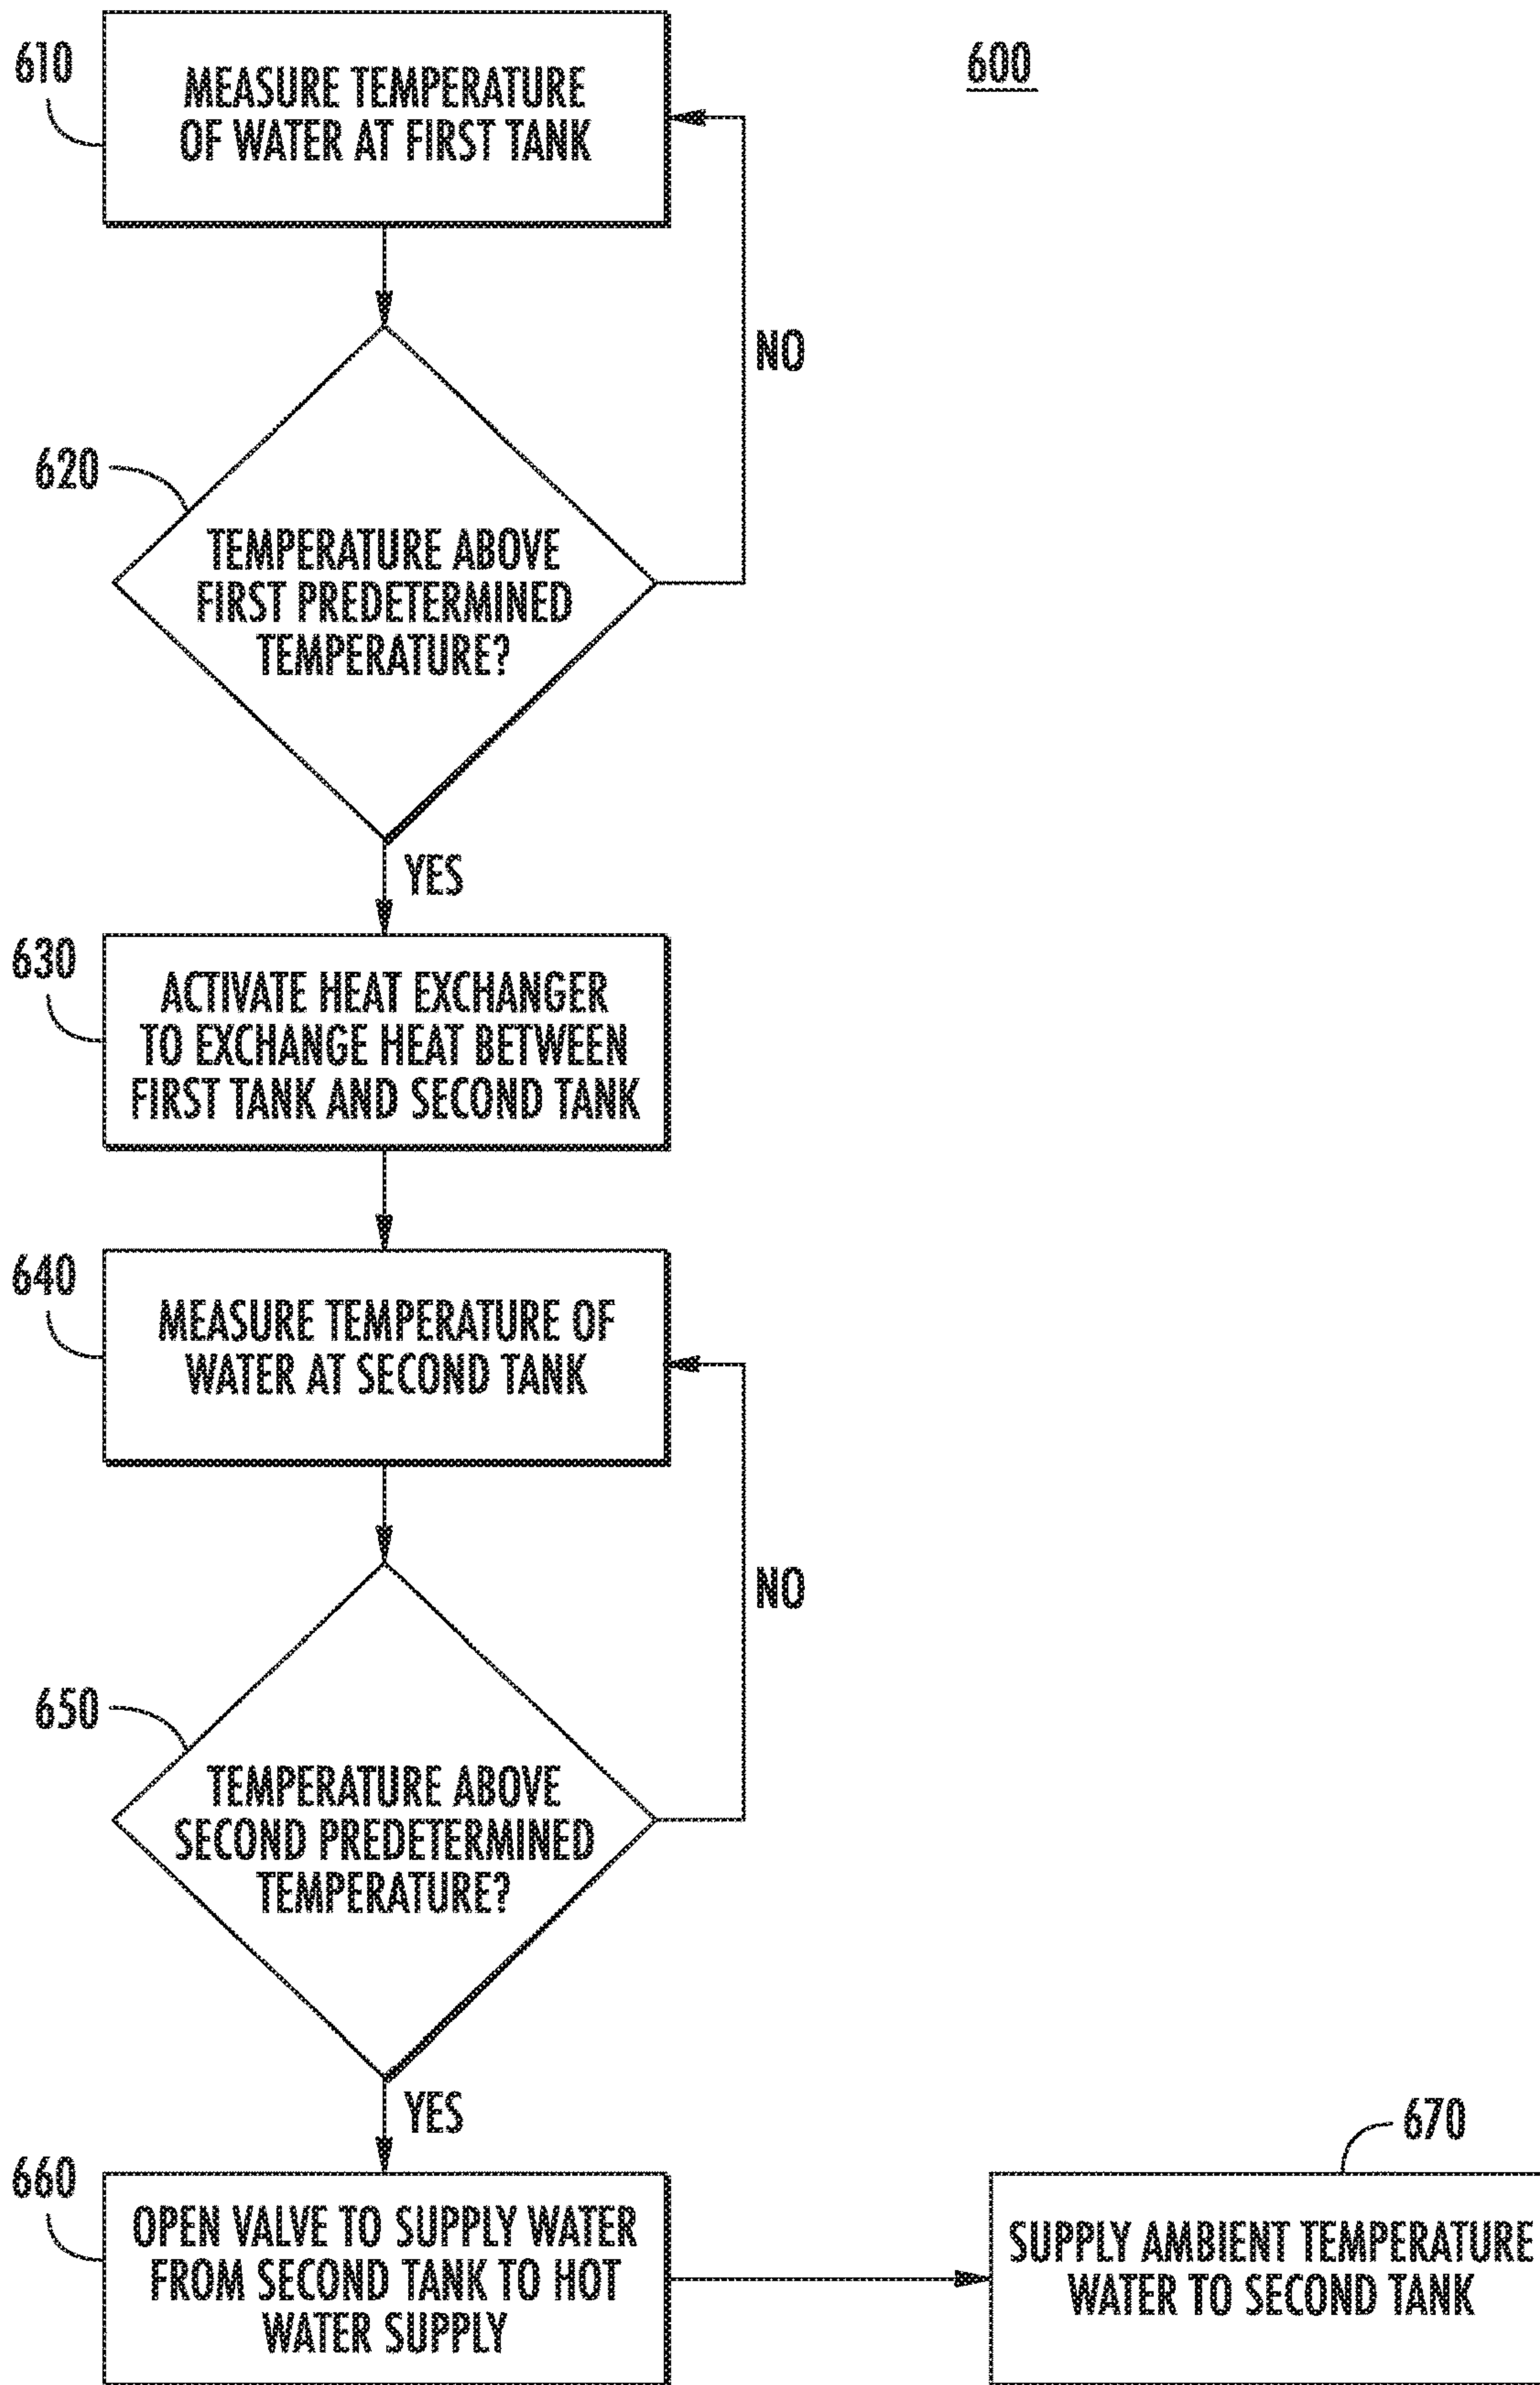 600
610
MEASURE TEMPERATURE
OF WATER AT FIRST TANK
NO
620
TEMPERATURE ABOVE
FIRST PREDETERMINED
TEMPERATURE?
YES
630
ACTIVATE HEAT EXCHANGER
TO EXCHANGE HEAT BETWEEN
FIRST TANK AND SECOND TANK
640
MEASURE TEMPERATURE OF
WATER AT SECOND TANK
NO
650
TEMPERATURE ABOVE
SECOND PREDETERMINED
TEMPERATURE?
YES
660
OPEN VALVE TO SUPPLY WATER
FROM SECOND TANK TO HOT
WATER SUPPLY
670
SUPPLY AMBIENT TEMPERATURE
WATER TO SECOND TANK